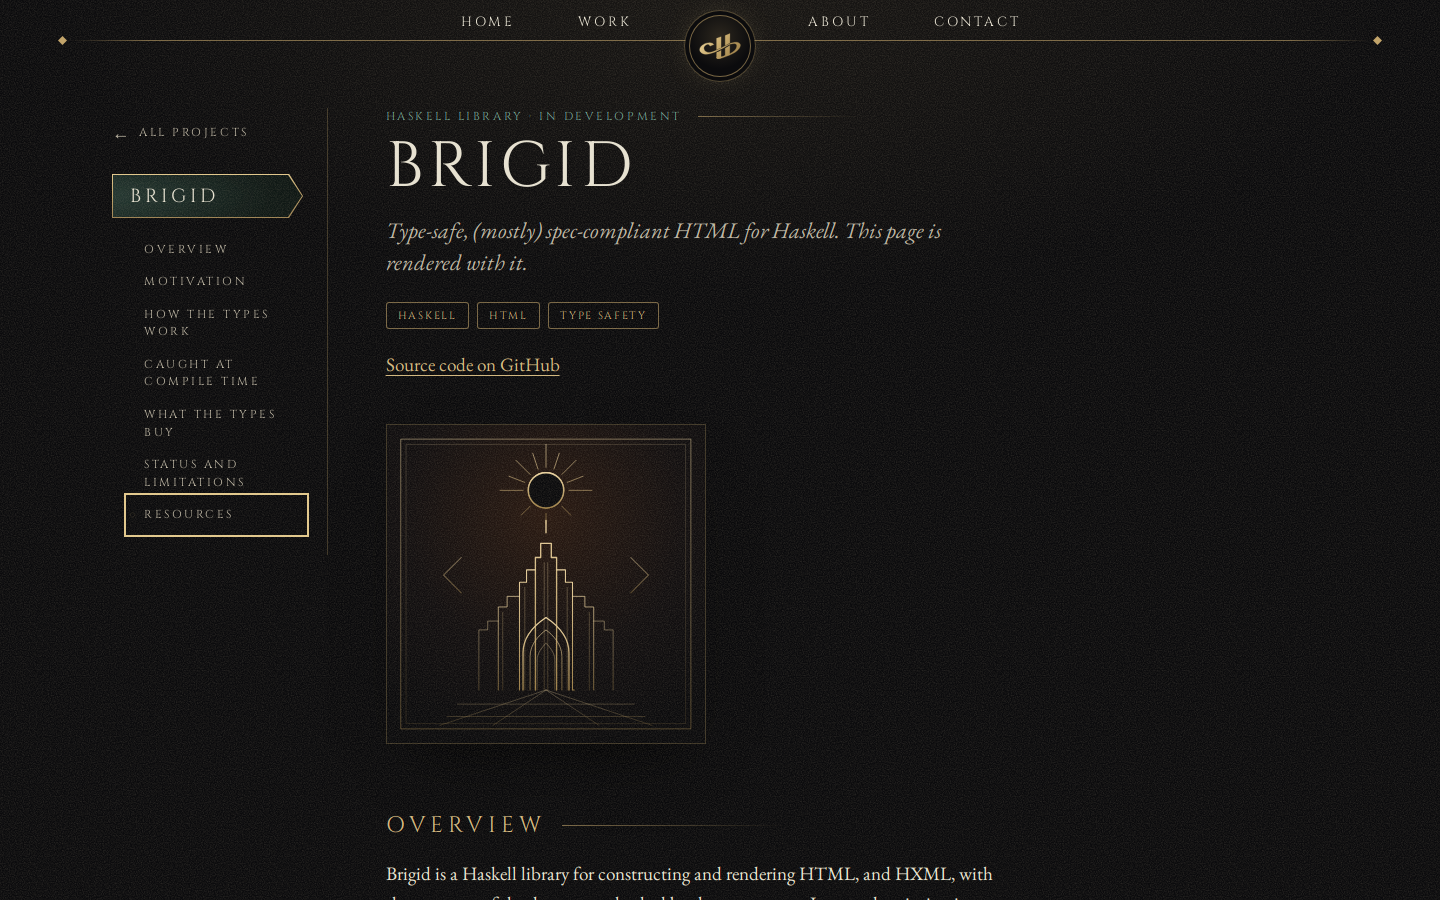 HOME
WORK
ABOUT
CONTACT
← ALL PROJECTS
BRIGID
OVERVIEW
MOTIVATION
HOW THE TYPES
WORK
CAUGHT AT
COMPILE TIME
WHAT THE TYPES
BUY
STATUS AND
LIMITATIONS
RESOURCES
HASKELL LIBRARY · IN DEVELOPMENT
BRIGID
Type-safe, (mostly) spec-compliant HTML for Haskell. This page is
rendered with it.
HASKELL
HTML
TYPE SAFETY
Source code on GitHub
OVERVIEW
Brigid is a Haskell library for constructing and rendering HTML, and HXML, with